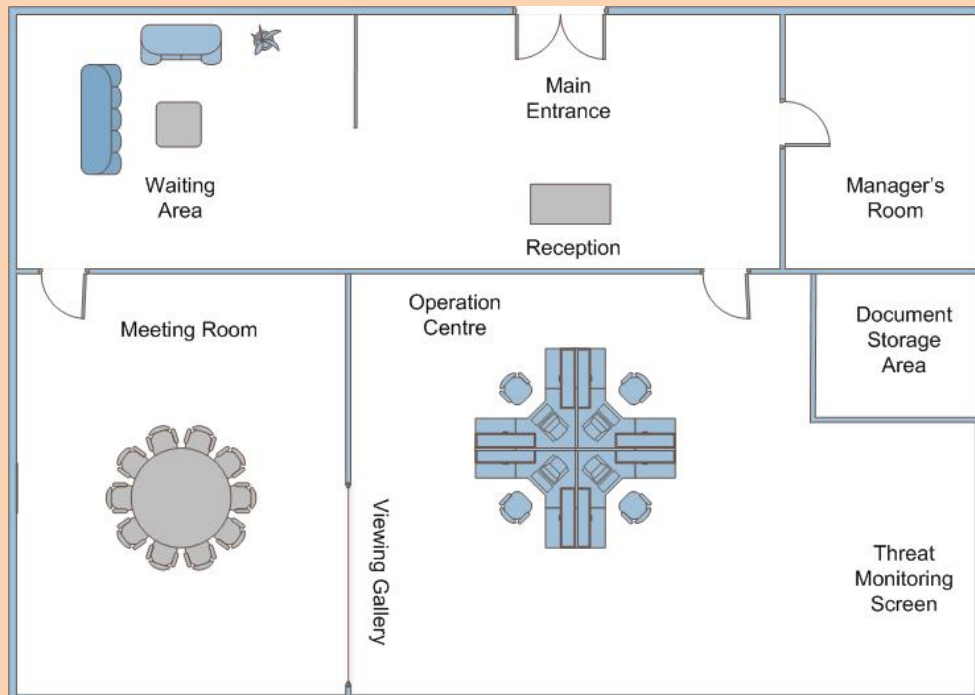 Main
Entrance
Waiting
Area
Manager's
Room
Reception
Operation
Centre
Meeting Room
Document
Storage
Area
Viewing Gallery
Threat
Monitoring
Screen